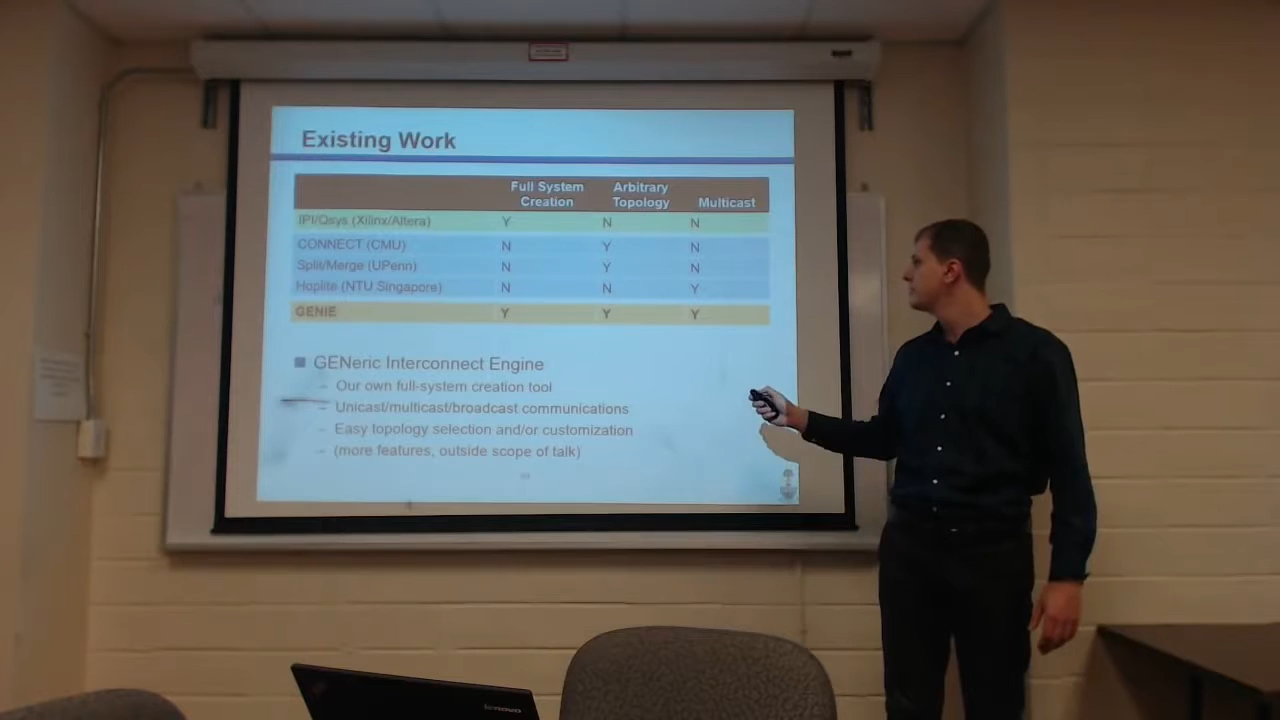 Existing Work
Full System Creation Arbitrary Topology Multicast
IPI/Qsys (Xilinx/Altera) Y N N
CONNECT (CMU) N Y N
Split/Merge (UPenn) N Y N
Hoplite (NTU Singapore) N N Y
GENIE Y Y Y
GENeric Interconnect Engine
– Our own full-system creation tool
– Unicast/multicast/broadcast communications
– Easy topology selection and/or customization
– (more features, outside scope of talk)
lenovo